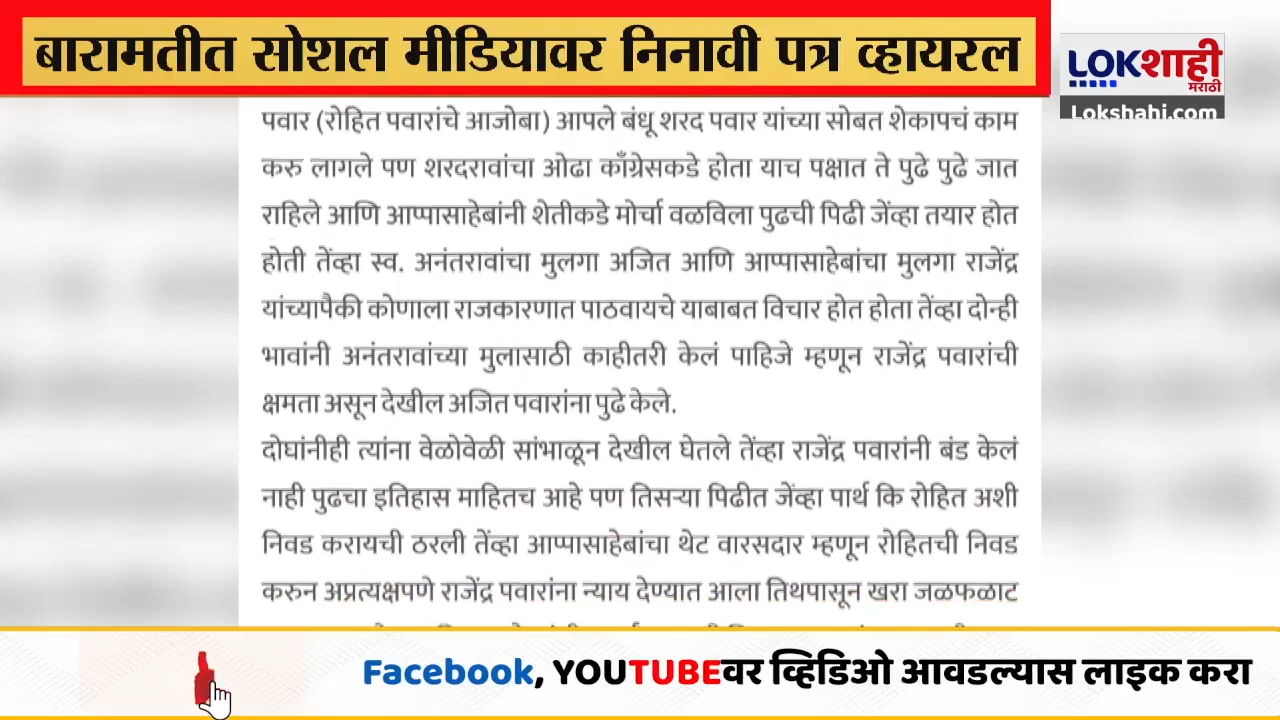 बारामतीत सोशल मीडियावर निनावी पत्र व्हायरल
LOKशाही
मराठी
Lokshahi.com
पवार (रोहित पवारांचे आजोबा) आपले बंधू शरद पवार यांच्या सोबत शेकापचं काम
करु लागले पण शरदरावांचा ओढा काँग्रेसकडे होता याच पक्षात ते पुढे पुढे जात
राहिले आणि आप्पासाहेबांनी शेतीकडे मोर्चा वळविला पुढची पिढी जेंव्हा तयार होत
होती तेंव्हा स्व. अनंतरावांचा मुलगा अजित आणि आप्पासाहेबांचा मुलगा राजेंद्र
यांच्यापैकी कोणाला राजकारणात पाठवायचे याबाबत विचार होत होता तेंव्हा दोन्ही
भावांनी अनंतरावांच्या मुलासाठी काहीतरी केलं पाहिजे म्हणून राजेंद्र पवारांची
क्षमता असून देखील अजित पवारांना पुढे केले.
दोघांनीही त्यांना वेळोवेळी सांभाळून देखील घेतले तेंव्हा राजेंद्र पवारांनी बंड केलं
नाही पुढचा इतिहास माहितच आहे पण तिसऱ्या पिढीत जेंव्हा पार्थ कि रोहित अशी
निवड करायची ठरली तेंव्हा आप्पासाहेबांचा थेट वारसदार म्हणून रोहितची निवड
करुन अप्रत्यक्षपणे राजेंद्र पवारांना न्याय देण्यात आला तिथपासून खरा जळफळाट
Facebook, YOUTUBEवर व्हिडिओ आवडल्यास लाइक करा